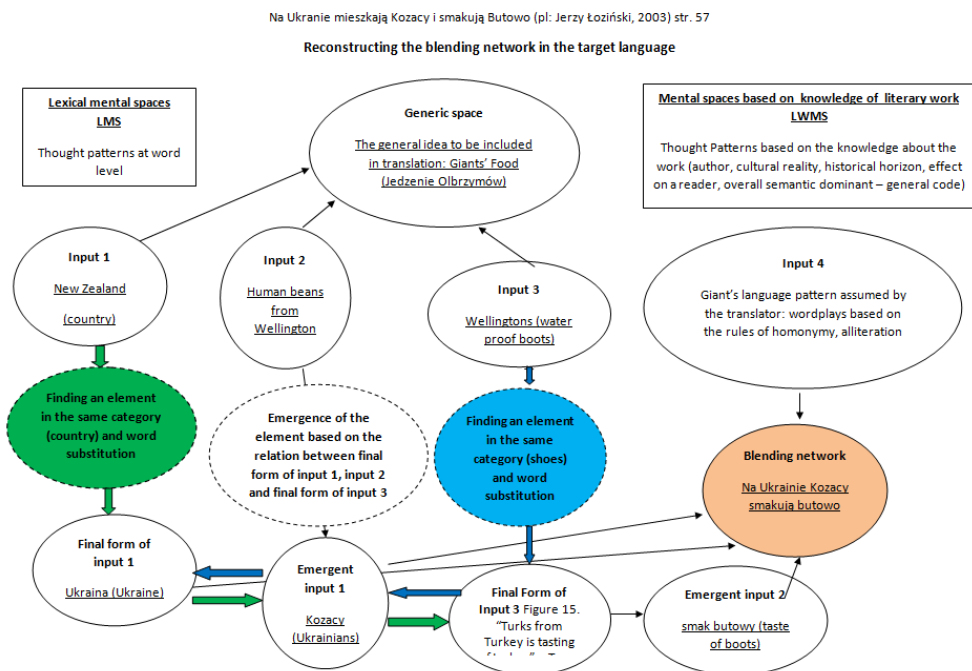 Na Ukranie mieszkają Kozacy i smakują Butowo (pl: Jerzy Łoziński, 2003) str. 57
Reconstructing the blending network in the target language
Lexical mental spaces
LMS
Thought patterns at word
level
Generic space
The general idea to be included
in translation: Giants' Food
(Jedzenie Olbrzymów)
Mental spaces based on knowledge of literary work
LWMS
Thought Patterns based on the knowledge about the
work (author, cultural reality, historical horizon, effect
on a reader, overall semantic dominant – general code)
Input 1
New Zealand
(country)
Input 2
Human beans
from
Wellington
Input 3
Wellingtons (water
proof boots)
Input 4
Giant's language pattern assumed by
the translator: wordplays based on
the rules of homonymy, alliteration
Finding an element
in the same category
(country) and word
substitution
Emergence of the
element based on the
relation between final
form of input 1, input 2
and final form of input 3
Finding an element
in the same
category (shoes)
and word
substitution
Blending network
Na Ukrainie Kozacy
smakują butowo
Final form of
input 1
Ukraina (Ukraine)
Emergent
input 1
Kozacy
(Ukrainians)
Final Form of
Input 3 Figure 15.
"Turks from
Turkey is tasting
Emergent input 2
smak butowy (taste
of boots)